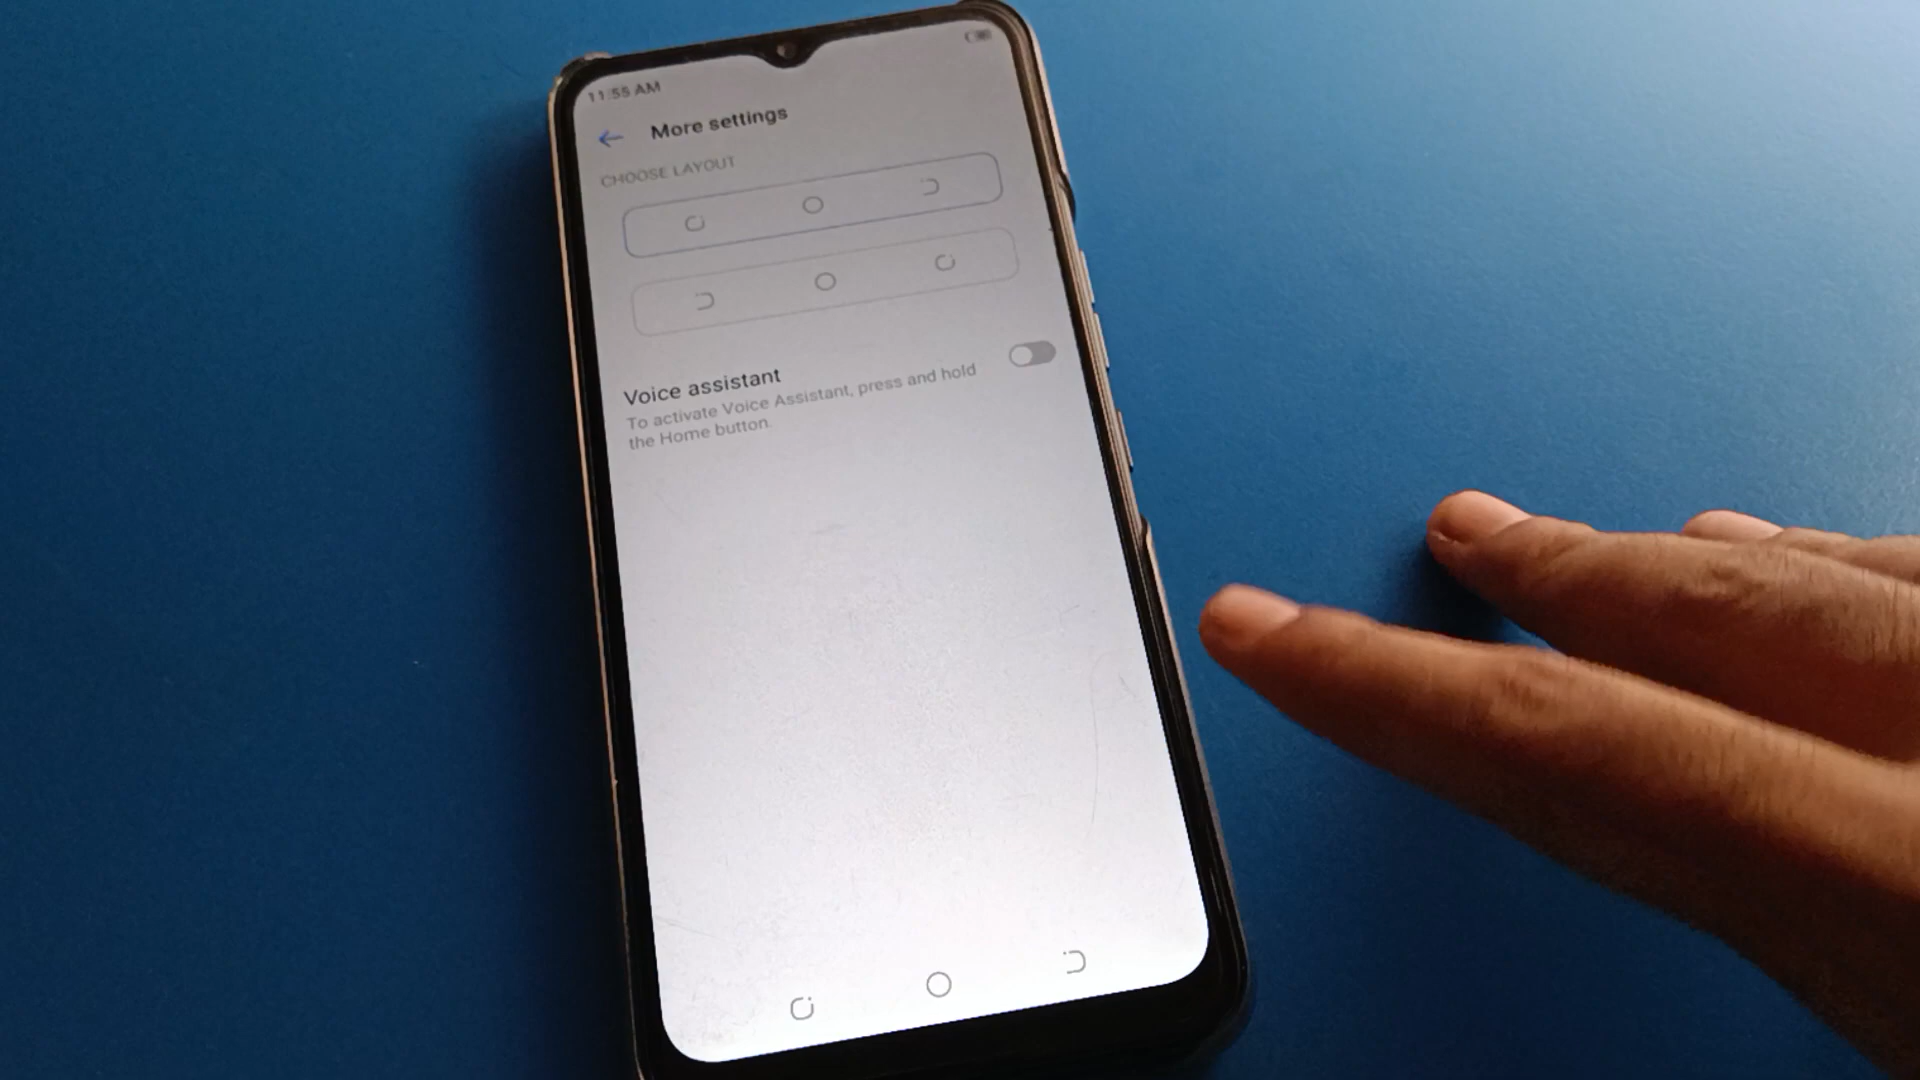 11:55 AM
More settings
CHOOSE LAYOUT
Voice assistant
To activate Voice Assistant, press and hold
the Home button.